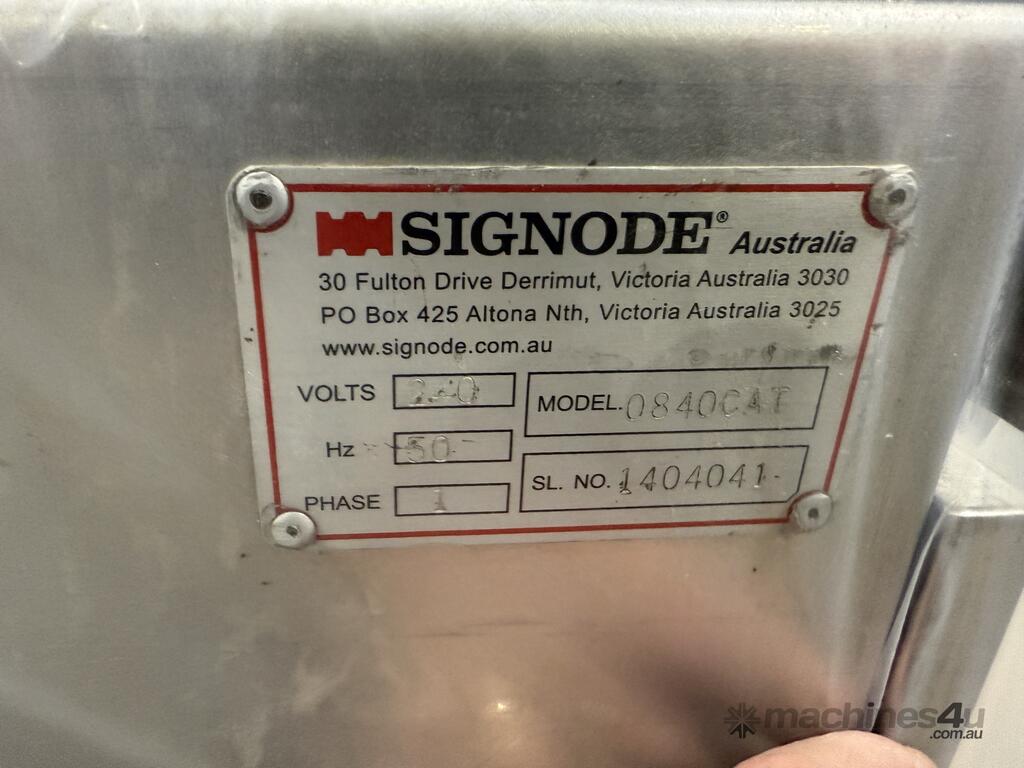 SIGNODE® Australia
30 Fulton Drive Derrimut, Victoria Australia 3030
PO Box 425 Altona Nth, Victoria Australia 3025
www.signode.com.au
VOLTS
MODEL. 0840CAT
Hz 50
SL. NO. 1404041
PHASE 1
machines4u
.com.au